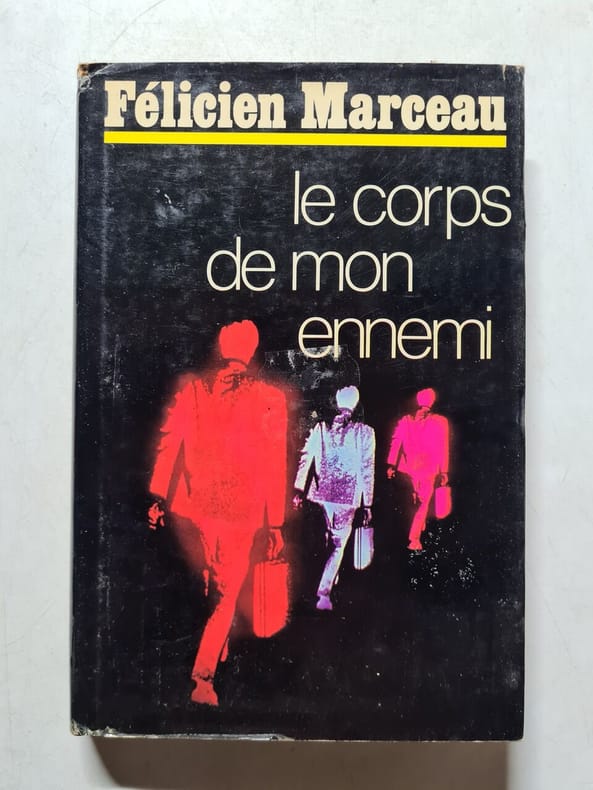 Félicien Marceau
le corps
de mon
ennemi